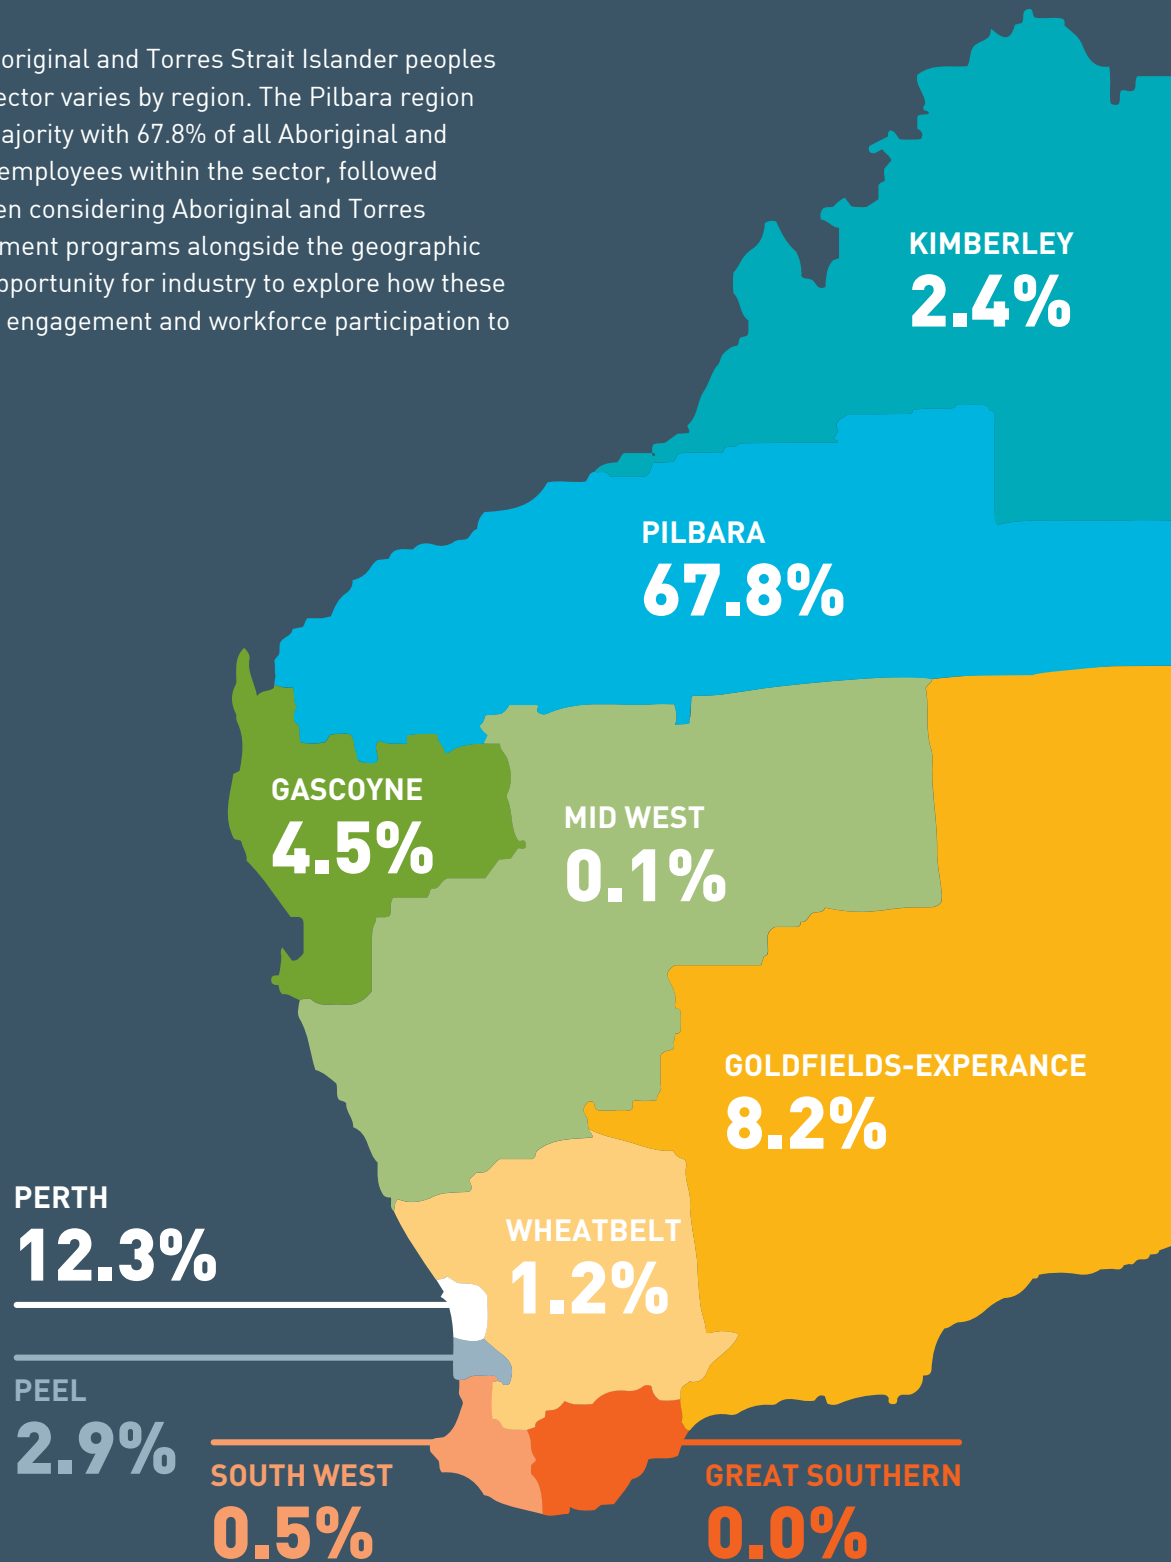 original and Torres Strait Islander peoples
ector varies by region. The Pilbara region
ajority with 67.8% of all Aboriginal and
employees within the sector, followed
en considering Aboriginal and Torres
ment programs alongside the geographic
pportunity for industry to explore how these
engagement and workforce participation to
KIMBERLEY
2.4%
PILBARA
67.8%
GASCOYNE
4.5%
MID WEST
0.1%
GOLDFIELDS-EXPERANCE
8.2%
PERTH
12.3%
WHEATBELT
1.2%
PEEL
2.9%
SOUTH WEST
0.5%
GREAT SOUTHERN
0.0%